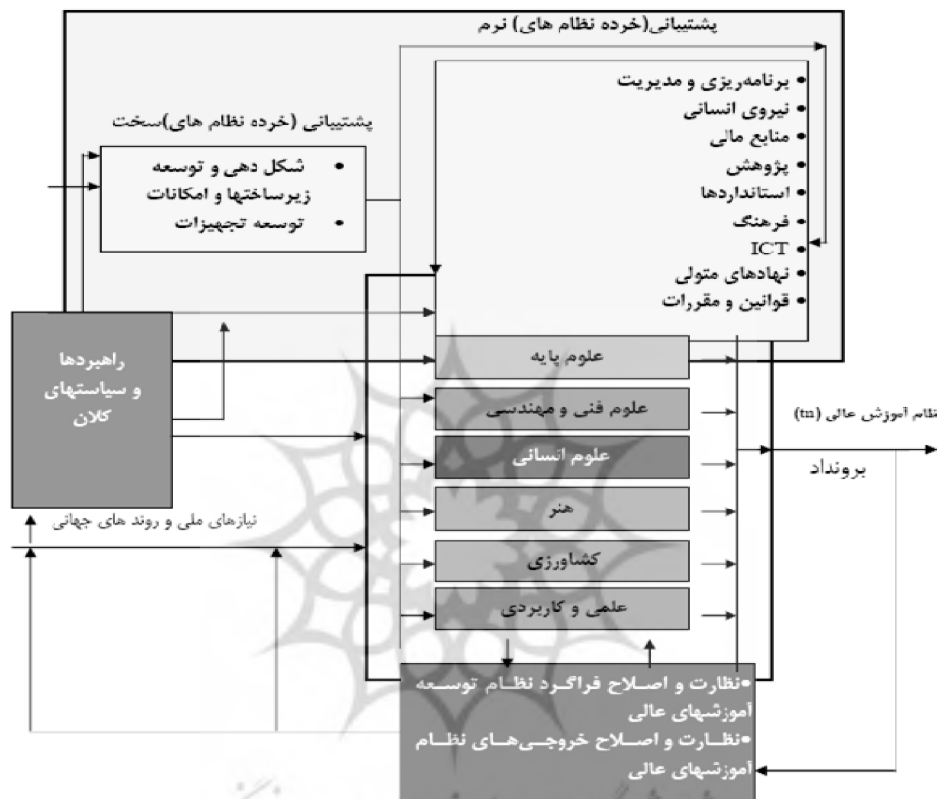 پشتیبانی(خرده نظام های) نرم
• برنامه‌ریزی و مدیریت
• نیروی انسانی
• منابع مالی
• پژوهش
• استانداردها
• فرهنگ
• ICT
• نهادهای متولی
• قوانین و مقررات
پشتیبانی (خرده نظام های)سخت
• شکل دهی و توسعه
زیرساختها و امکانات
• توسعه تجهیزات
راهبردها
و سیاستهای
کلان
علوم پایه
علوم فنی و مهندسی
علوم انسانی
هنر
کشاورزی
علمی و کاربردی
نظام آموزش عالی (tn)
برونداد
نیازهای ملی و روند های جهانی
•نظارت و اصلاح فراگرد نظام توسعه
آموزشهای عالی
•نظارت و اصلاح خروجی‌های نظام
آموزشهای عالی